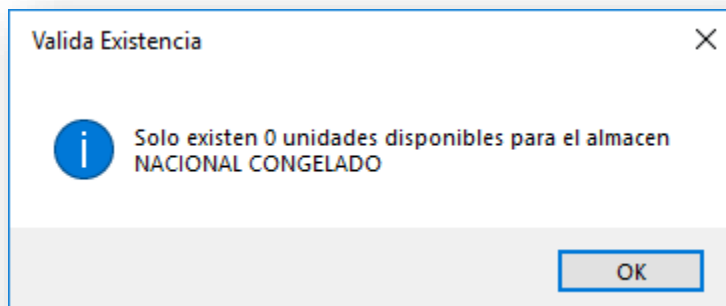 Valida Existencia
Solo existen 0 unidades disponibles para el almacen
NACIONAL CONGELADO
OK